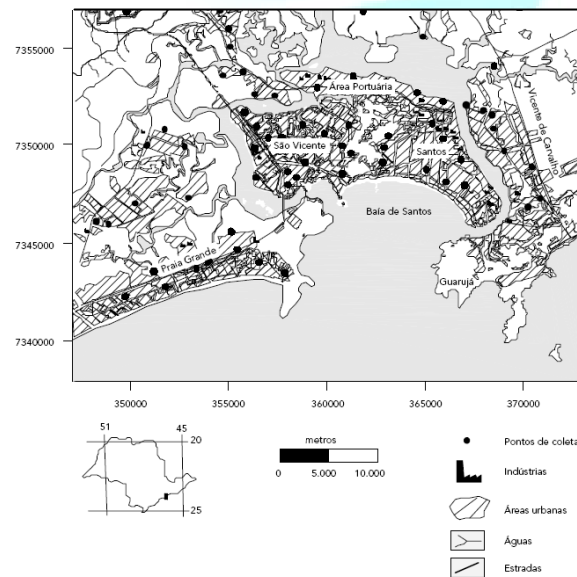 7355000
Área Portuária
Vicente de Carvalho
7350000
São Vicente
Santos
Baía de Santos
7345000
Praia Grande
Guarujá
7340000
350000
355000
360000
365000
370000
51
45
20
25
metros
0
5.000
10.000
Pontos de coleta
Indústrias
Áreas urbanas
Águas
Estradas